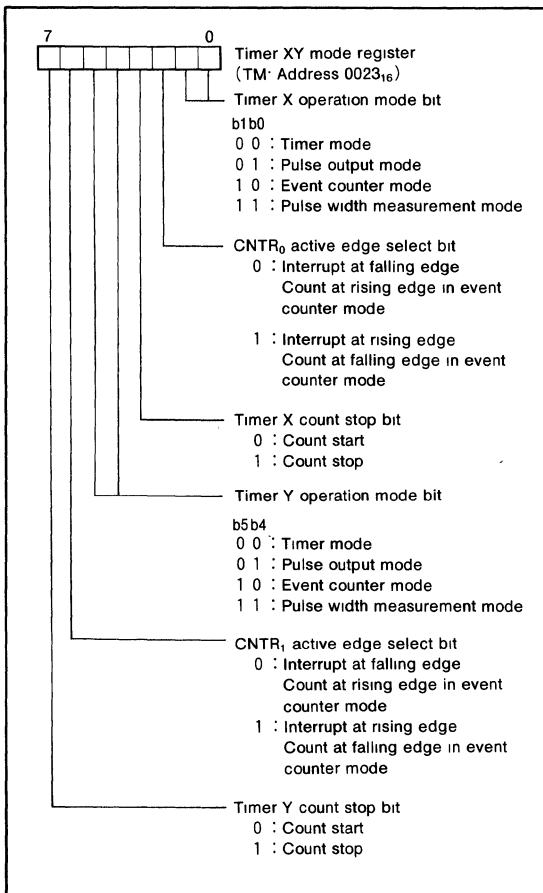 7 0
Timer XY mode register
(TM· Address 0023₁₆)
Timer X operation mode bit
b1b0
0 0 : Timer mode
0 1 : Pulse output mode
1 0 : Event counter mode
1 1 : Pulse width measurement mode
CNTR₀ active edge select bit
0 : Interrupt at falling edge
Count at rising edge in event
counter mode
1 : Interrupt at rising edge
Count at falling edge in event
counter mode
Timer X count stop bit
0 : Count start
1 : Count stop
Timer Y operation mode bit
b5b4
0 0 : Timer mode
0 1 : Pulse output mode
1 0 : Event counter mode
1 1 : Pulse width measurement mode
CNTR₁ active edge select bit
0 : Interrupt at falling edge
Count at rising edge in event
counter mode
1 : Interrupt at rising edge
Count at falling edge in event
counter mode
Timer Y count stop bit
0 : Count start
1 : Count stop